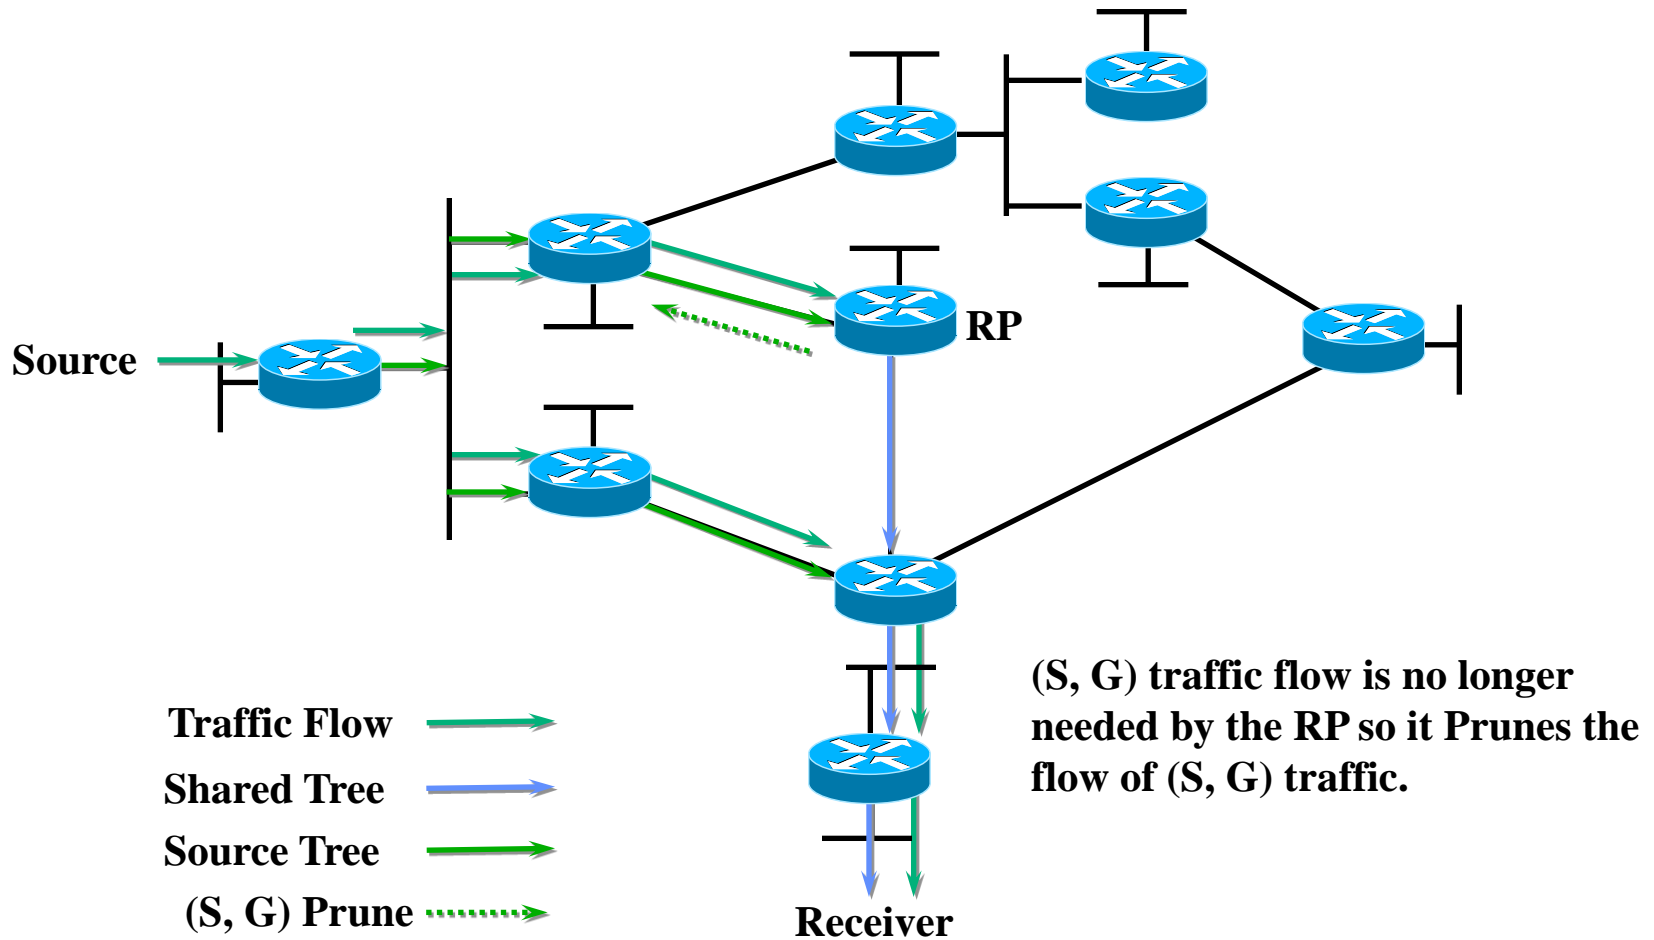 RP
Source
(S, G) traffic flow is no longer
needed by the RP so it Prunes the
flow of (S, G) traffic.
Traffic Flow
Shared Tree
Source Tree
(S, G) Prune
Receiver